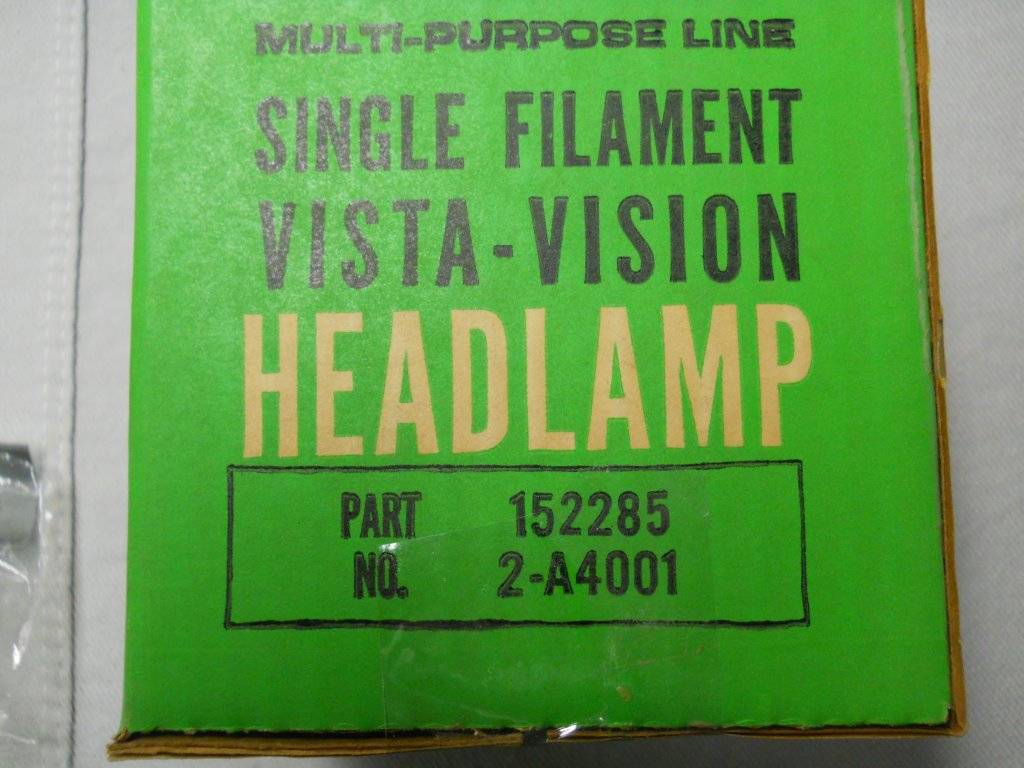 MULTI-PURPOSE LINE
SINGLE FILAMENT
VISTA-VISION
HEADLAMP
PART 152285
NO. 2-A4001